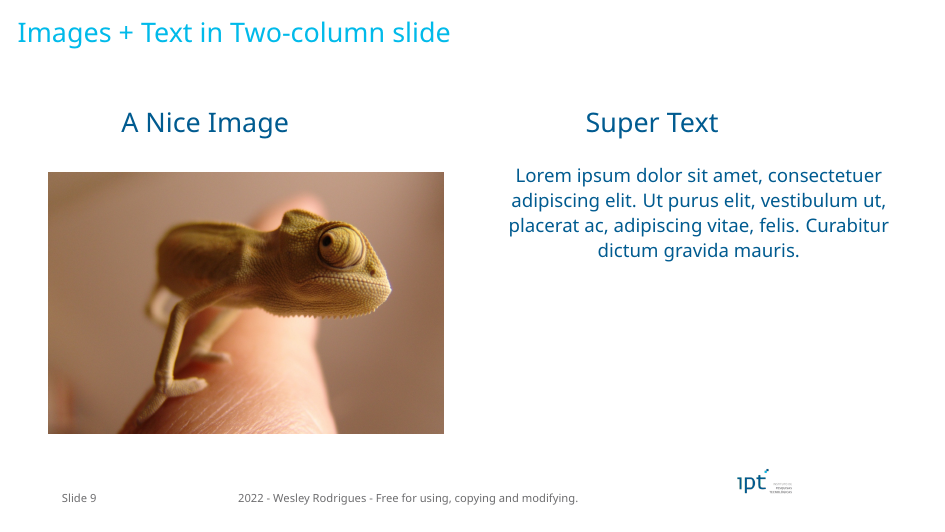 Images + Text in Two-column slide
A Nice Image
Super Text
Lorem ipsum dolor sit amet, consectetuer
adipiscing elit. Ut purus elit, vestibulum ut,
placerat ac, adipiscing vitae, felis. Curabitur
dictum gravida mauris.
Slide 9
2022 - Wesley Rodrigues - Free for using, copying and modifying.
ipt